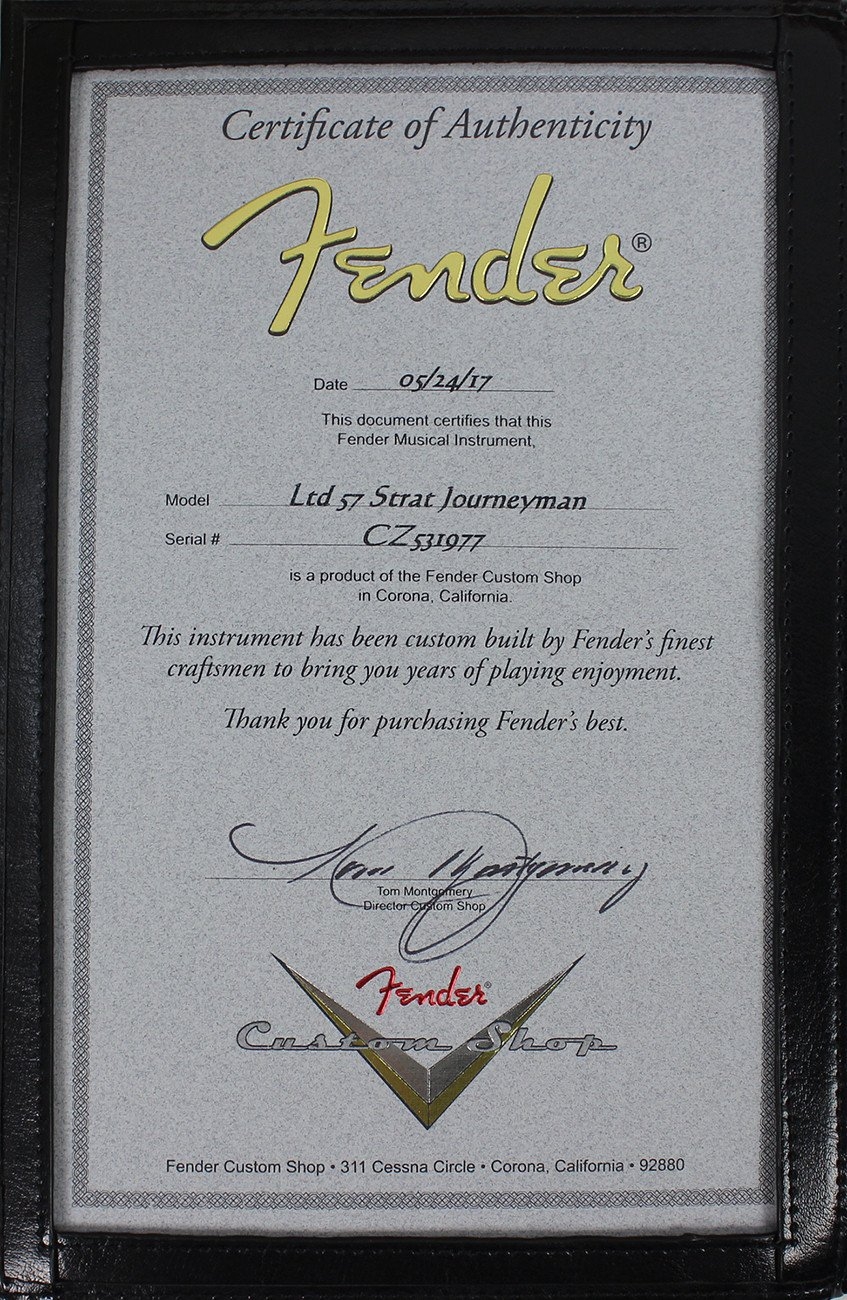 Certificate of Authenticity
Fender®
Date 05/24/17
This document certifies that this
Fender Musical Instrument,
Model Ltd 57 Strat Journeyman
Serial # CZ531977
is a product of the Fender Custom Shop
in Corona, California.
This instrument has been custom built by Fender's finest
craftsmen to bring you years of playing enjoyment.
Thank you for purchasing Fender's best.
Tom Montgomery
Tom Montgomery
Director Custom Shop
Fender®
Custom Shop
Fender Custom Shop • 311 Cessna Circle • Corona, California • 92880